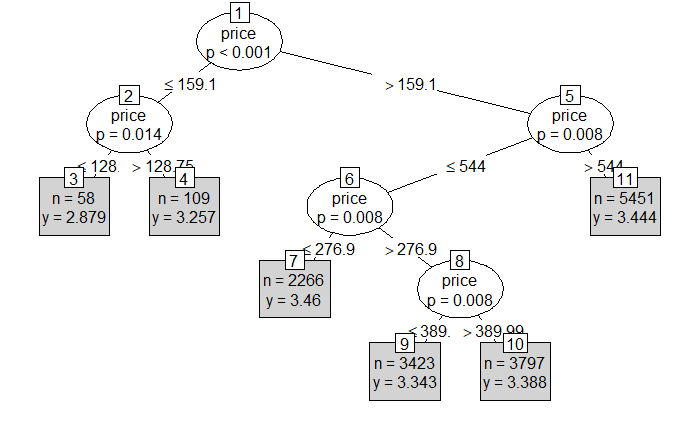 1
price
p < 0.001
≤ 159.1
> 159.1
2
price
p = 0.014
5
price
p = 0.008
≤ 128.
> 128.75
≤ 544
> 544
3
n = 58
y = 2.879
4
n = 109
y = 3.257
6
price
p = 0.008
11
n = 5451
y = 3.444
≤ 276.9
> 276.9
7
n = 2266
y = 3.46
8
price
p = 0.008
≤ 389.
> 389.99
9
n = 3423
y = 3.343
10
n = 3797
y = 3.388